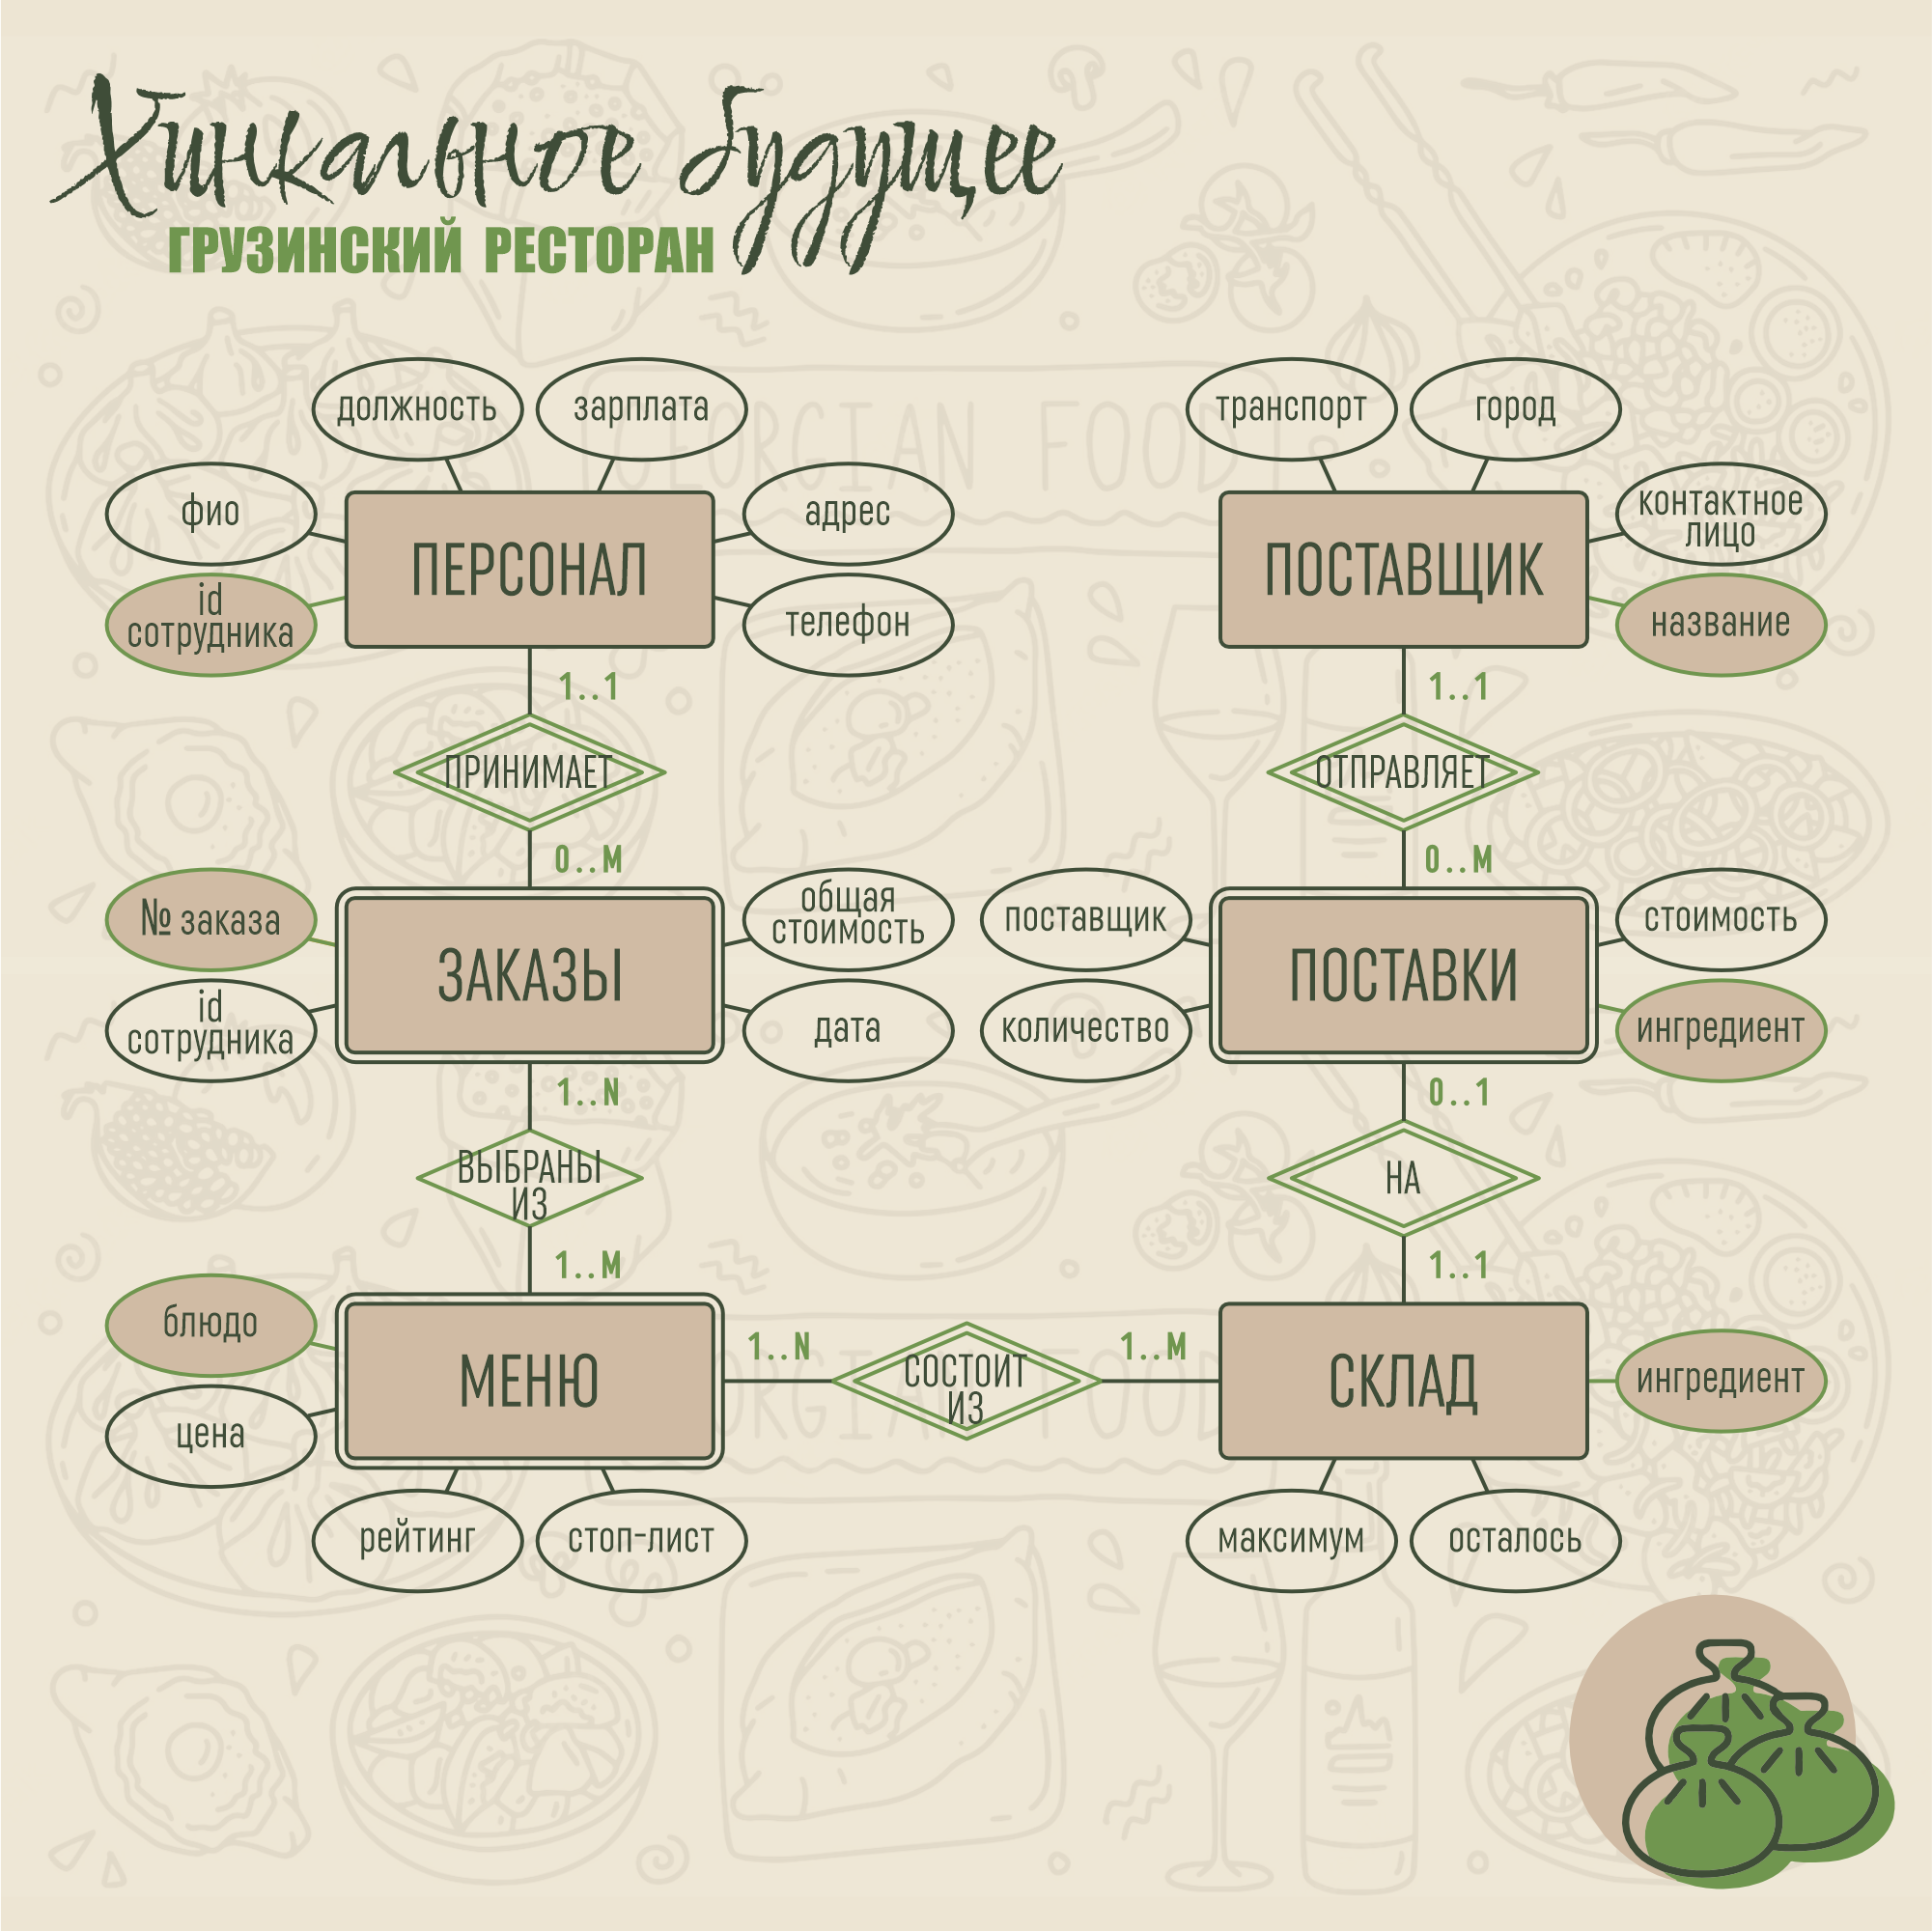 Хинкальное будущее
ГРУЗИНСКИЙ РЕСТОРАН
GEORGIAN FOOD
должность
зарплата
транспорт
город
фио
адрес
контактное
лицо
ПЕРСОНАЛ
ПОСТАВЩИК
id
сотрудника
телефон
название
1..1
1..1
ПРИНИМАЕТ
ОТПРАВЛЯЕТ
0..M
0..M
№ заказа
общая
стоимость
поставщик
стоимость
ЗАКАЗЫ
ПОСТАВКИ
id
сотрудника
дата
количество
ингредиент
1..N
0..1
ВЫБРАНЫ
ИЗ
НА
1..M
1..1
блюдо
1..N
1..M
МЕНЮ
СОСТОИТ
ИЗ
СКЛАД
ингредиент
цена
рейтинг
стоп-лист
максимум
осталось